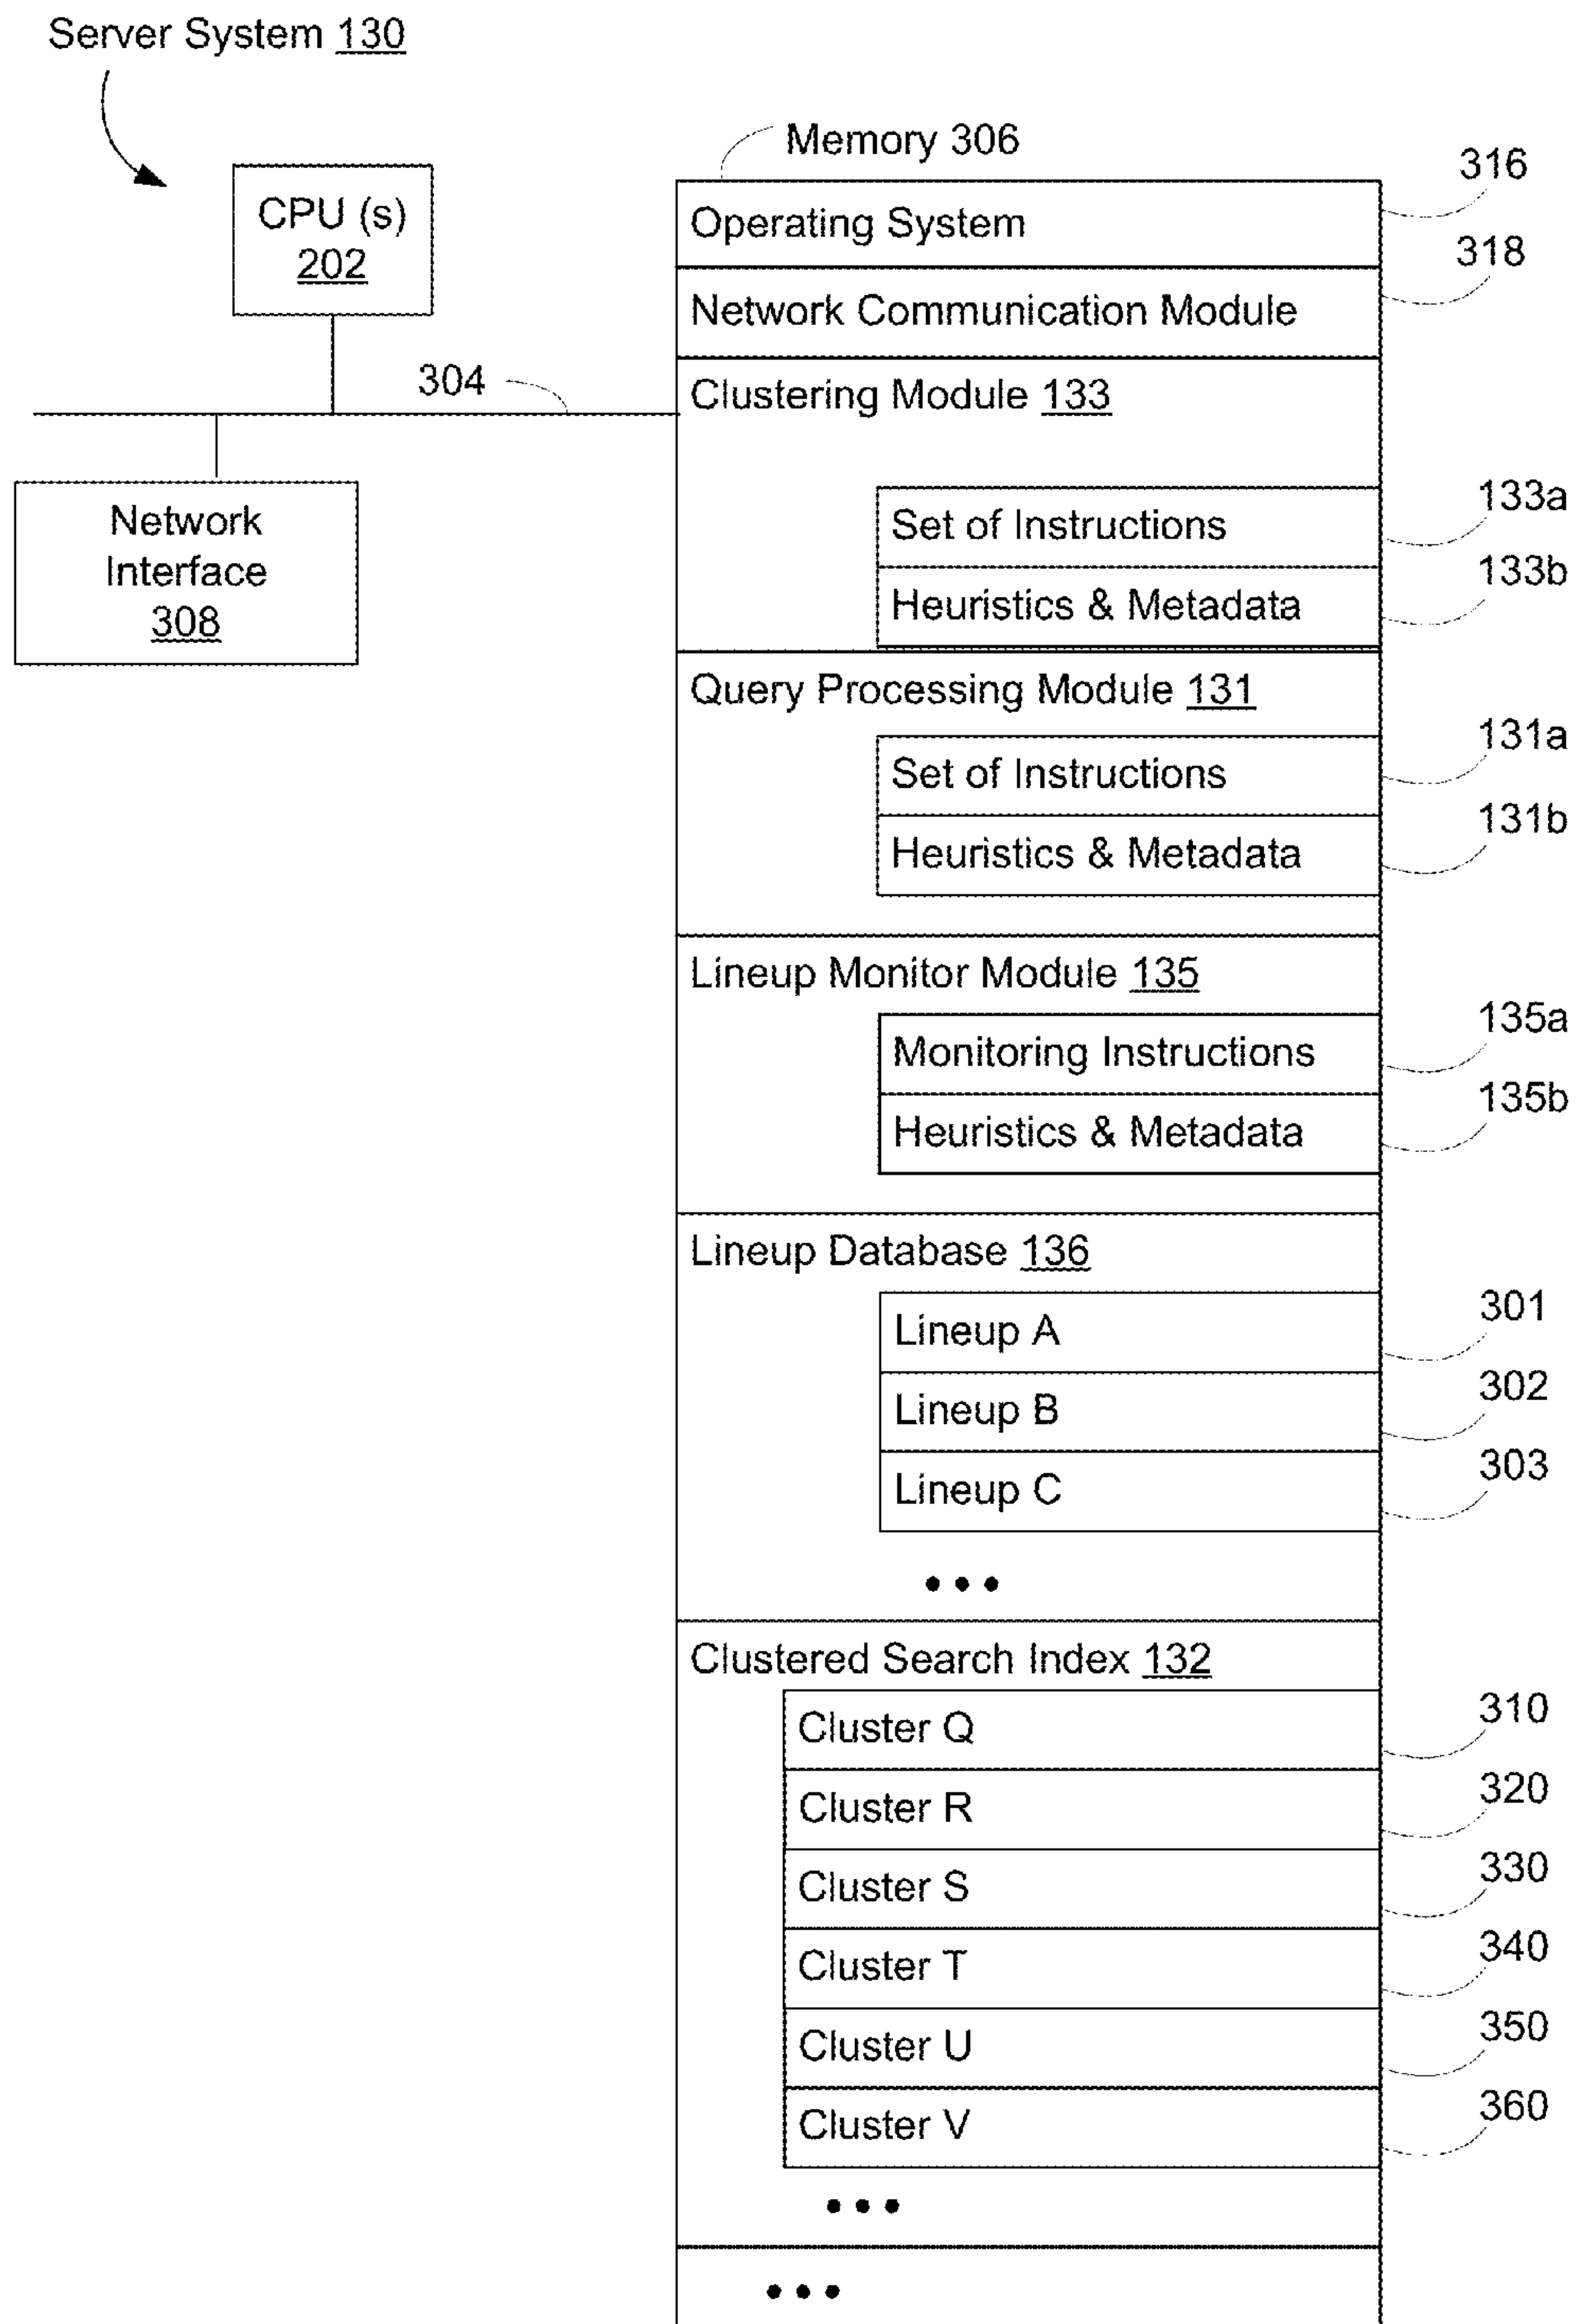 Server System 130
Memory 306
316
CPU (s)
202
Operating System
318
Network Communication Module
304
Clustering Module 133
Network
Interface
308
133a
Set of Instructions
133b
Heuristics & Metadata
Query Processing Module 131
131a
Set of Instructions
131b
Heuristics & Metadata
Lineup Monitor Module 135
135a
Monitoring Instructions
135b
Heuristics & Metadata
Lineup Database 136
301
Lineup A
302
Lineup B
303
Lineup C
•••
Clustered Search Index 132
310
Cluster Q
320
Cluster R
330
Cluster S
340
Cluster T
350
Cluster U
360
Cluster V
•••
•••